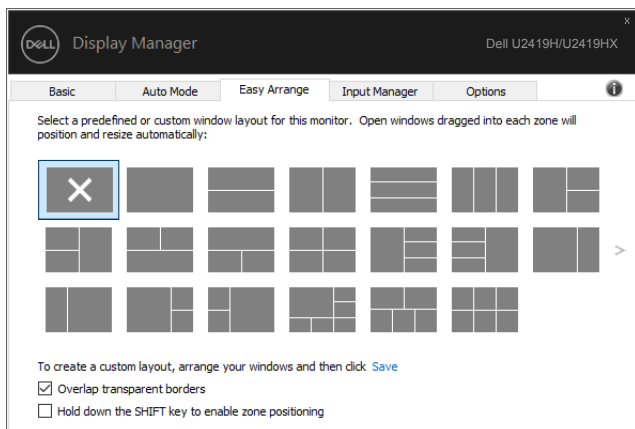 x
DELL Display Manager Dell U2419H/U2419HX
Basic Auto Mode Easy Arrange Input Manager Options i
Select a predefined or custom window layout for this monitor. Open windows dragged into each zone will
position and resize automatically:
>
To create a custom layout, arrange your windows and then click Save
Overlap transparent borders
Hold down the SHIFT key to enable zone positioning